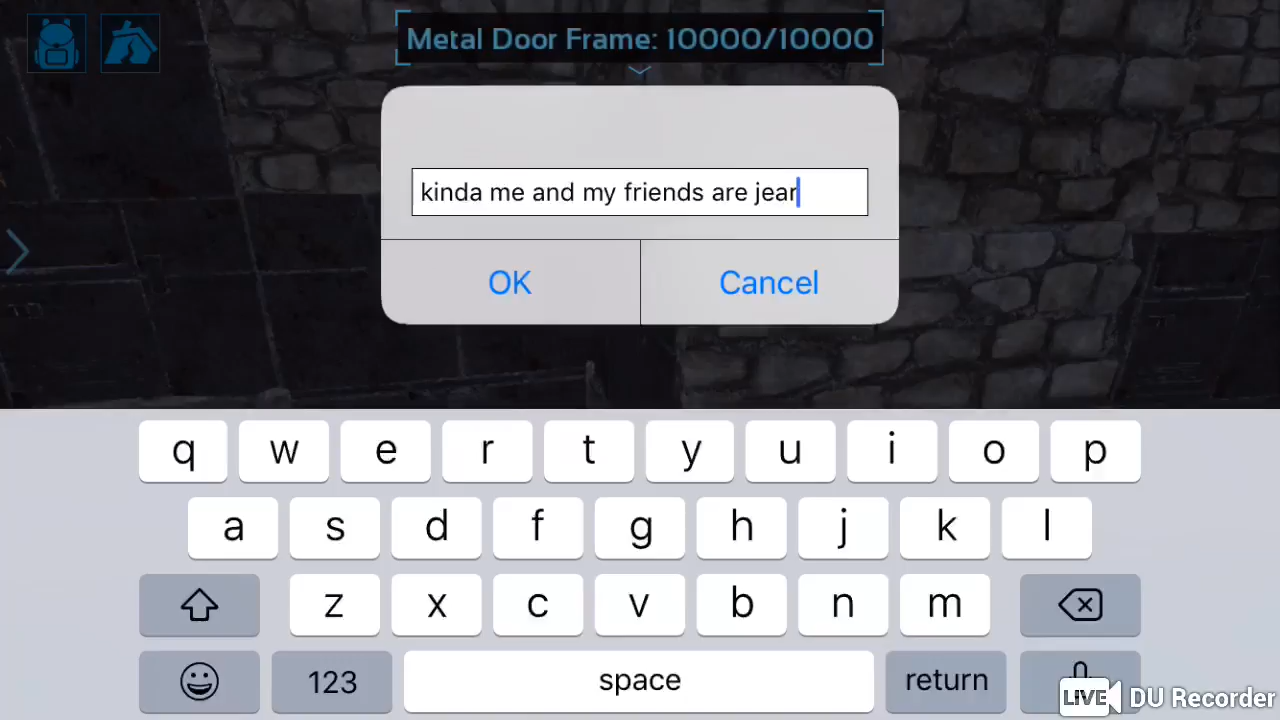 Metal Door Frame: 10000/10000
kinda me and my friends are jear
OK Cancel
q w e r t y u i o p
a s d f g h j k l
z x c v b n m
123 space return
LIVE DU Recorder